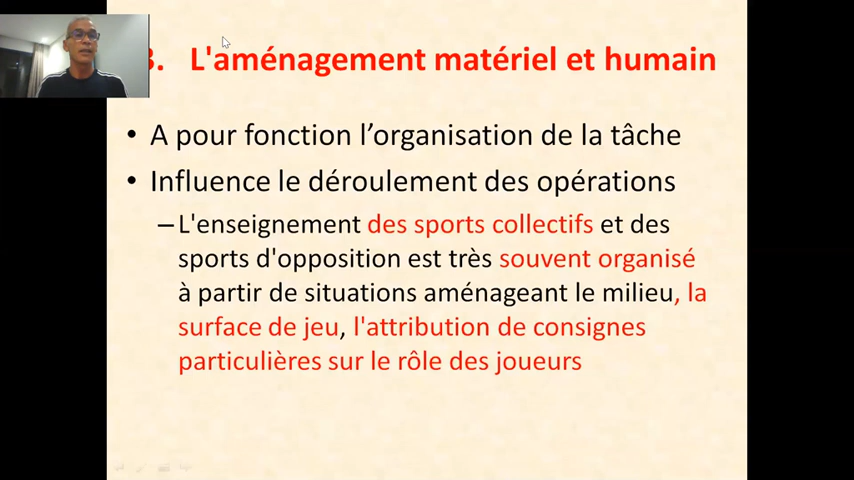 3. L'aménagement matériel et humain
• A pour fonction l’organisation de la tâche
• Influence le déroulement des opérations
–L'enseignement des sports collectifs et des
sports d'opposition est très souvent organisé
à partir de situations aménageant le milieu, la
surface de jeu, l'attribution de consignes
particulières sur le rôle des joueurs